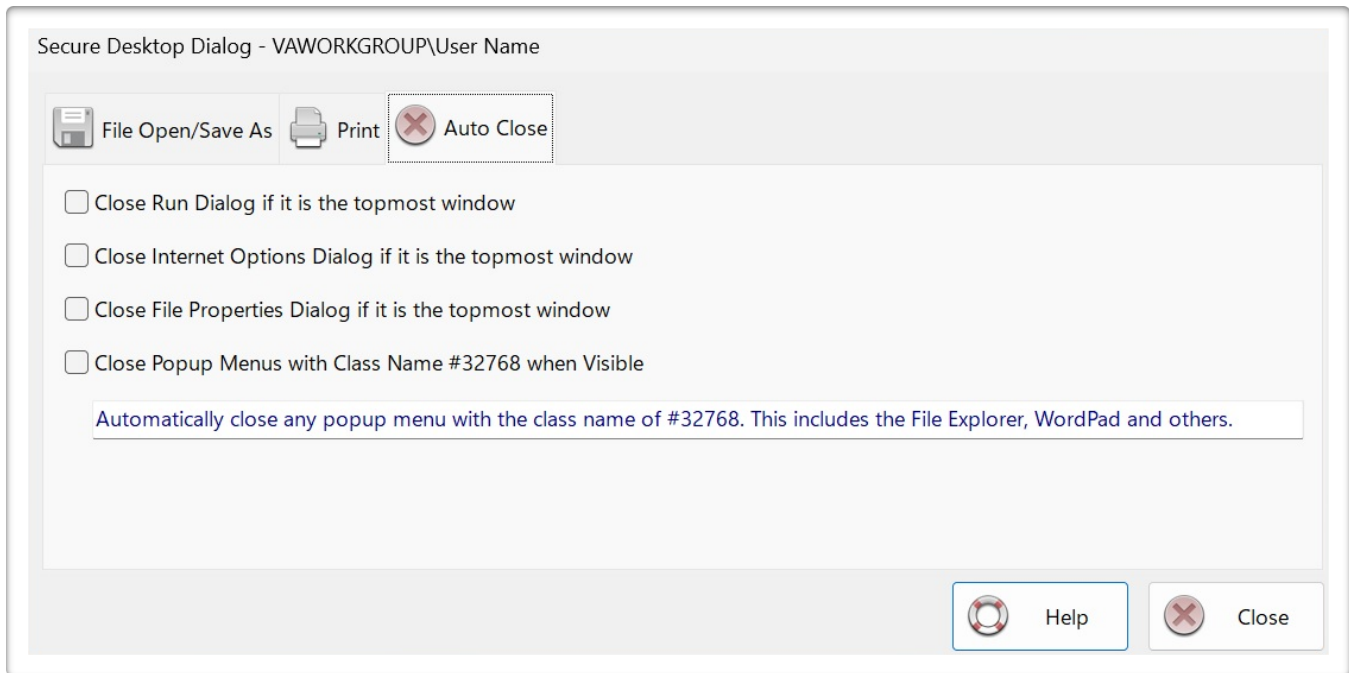 Secure Desktop Dialog - VAWORKGROUP\User Name
File Open/Save As Print Auto Close
Close Run Dialog if it is the topmost window
Close Internet Options Dialog if it is the topmost window
Close File Properties Dialog if it is the topmost window
Close Popup Menus with Class Name #32768 when Visible
Automatically close any popup menu with the class name of #32768. This includes the File Explorer, WordPad and others.
Help Close